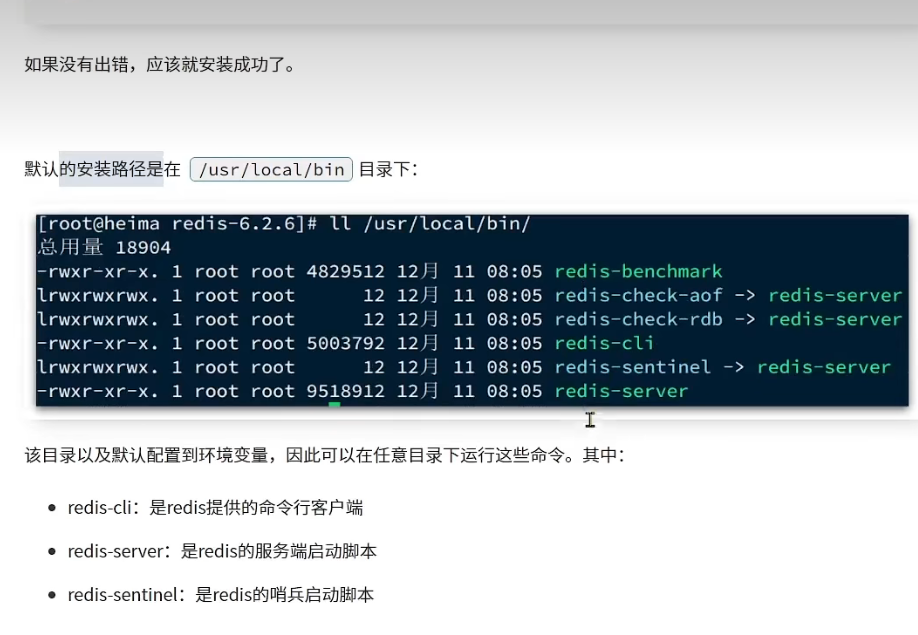 如果没有出错，应该就安装成功了。
默认的安装路径是在 /usr/local/bin 目录下：
[root@heima redis-6.2.6]# ll /usr/local/bin/
总用量 18904
-rwxr-xr-x. 1 root root 4829512 12月 11 08:05 redis-benchmark
lrwxrwxrwx. 1 root root 12 12月 11 08:05 redis-check-aof -> redis-server
lrwxrwxrwx. 1 root root 12 12月 11 08:05 redis-check-rdb -> redis-server
-rwxr-xr-x. 1 root root 5003792 12月 11 08:05 redis-cli
lrwxrwxrwx. 1 root root 12 12月 11 08:05 redis-sentinel -> redis-server
-rwxr-xr-x. 1 root root 9518912 12月 11 08:05 redis-server
该目录以及默认配置到环境变量，因此可以在任意目录下运行这些命令。其中：
• redis-cli：是redis提供的命令行客户端
• redis-server：是redis的服务端启动脚本
• redis-sentinel：是redis的哨兵启动脚本